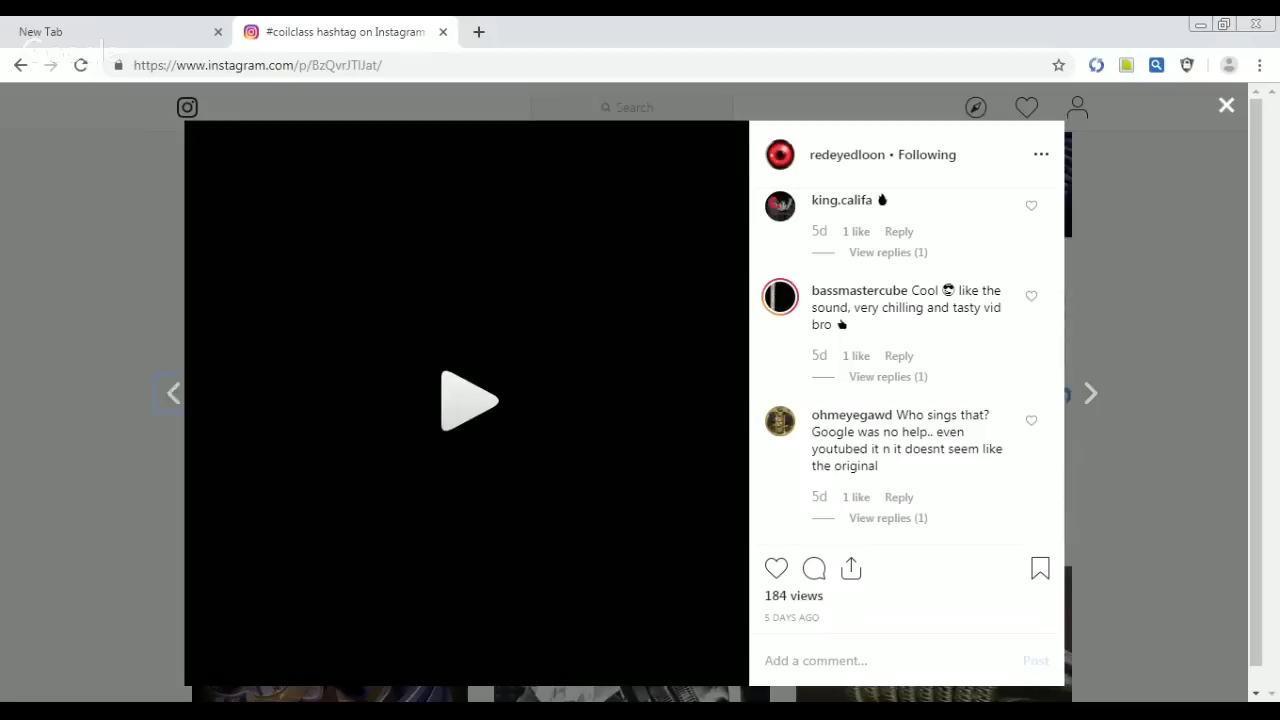 New Tab
#coilclass hashtag on Instagram
https://www.instagram.com/p/BzQvrJTlJat/
Search
redeyedloon • Following
king.califa
5d 1 like Reply
View replies (1)
bassmastercube Cool 😎 like the
sound, very chilling and tasty vid
bro
5d 1 like Reply
View replies (1)
ohmeyegawd Who sings that?
Google was no help.. even
youtubed it n it doesnt seem like
the original
5d 1 like Reply
View replies (1)
184 views
5 DAYS AGO
Add a comment...
Post